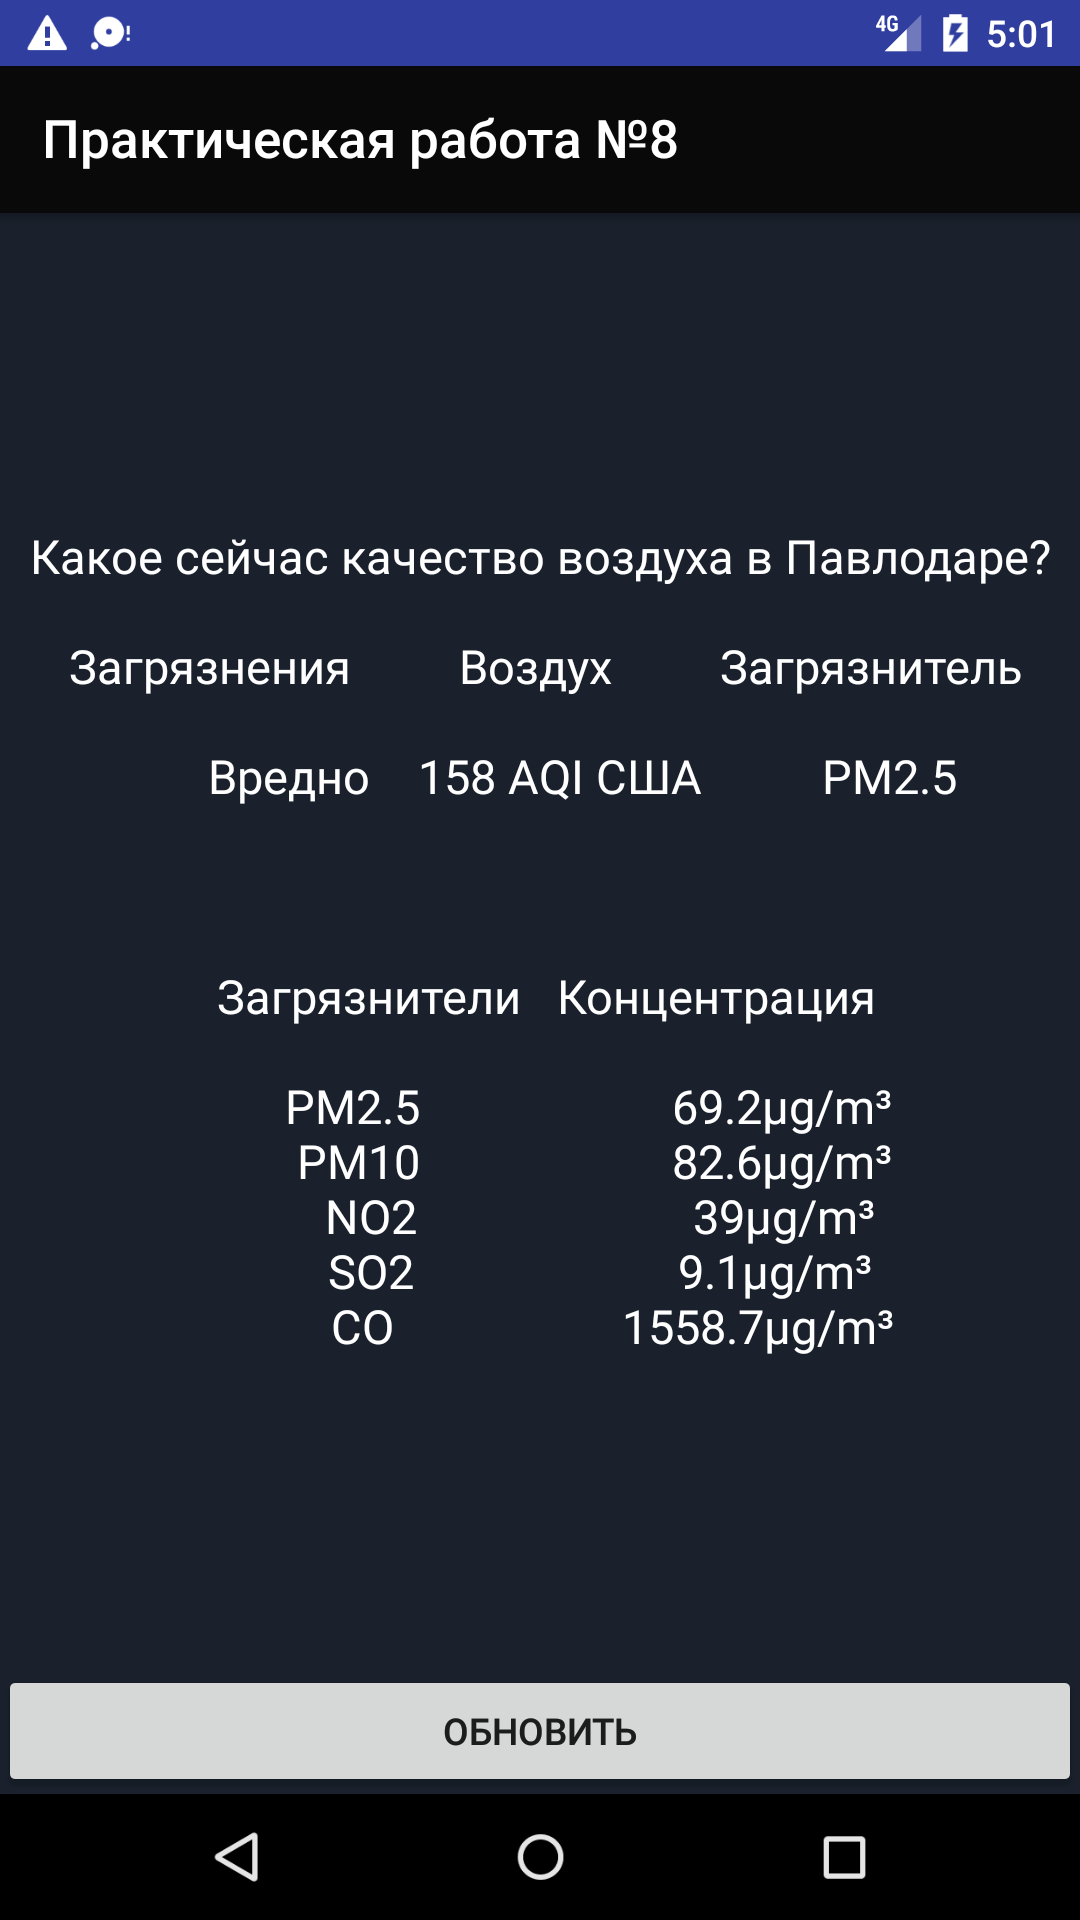 4G 5:01
Практическая работа №8
Какое сейчас качество воздуха в Павлодаре?
Загрязнения Воздух Загрязнитель
Вредно 158 AQI США PM2.5
Загрязнители Концентрация
PM2.5 69.2µg/m³
PM10 82.6µg/m³
NO2 39µg/m³
SO2 9.1µg/m³
CO 1558.7µg/m³
ОБНОВИТЬ